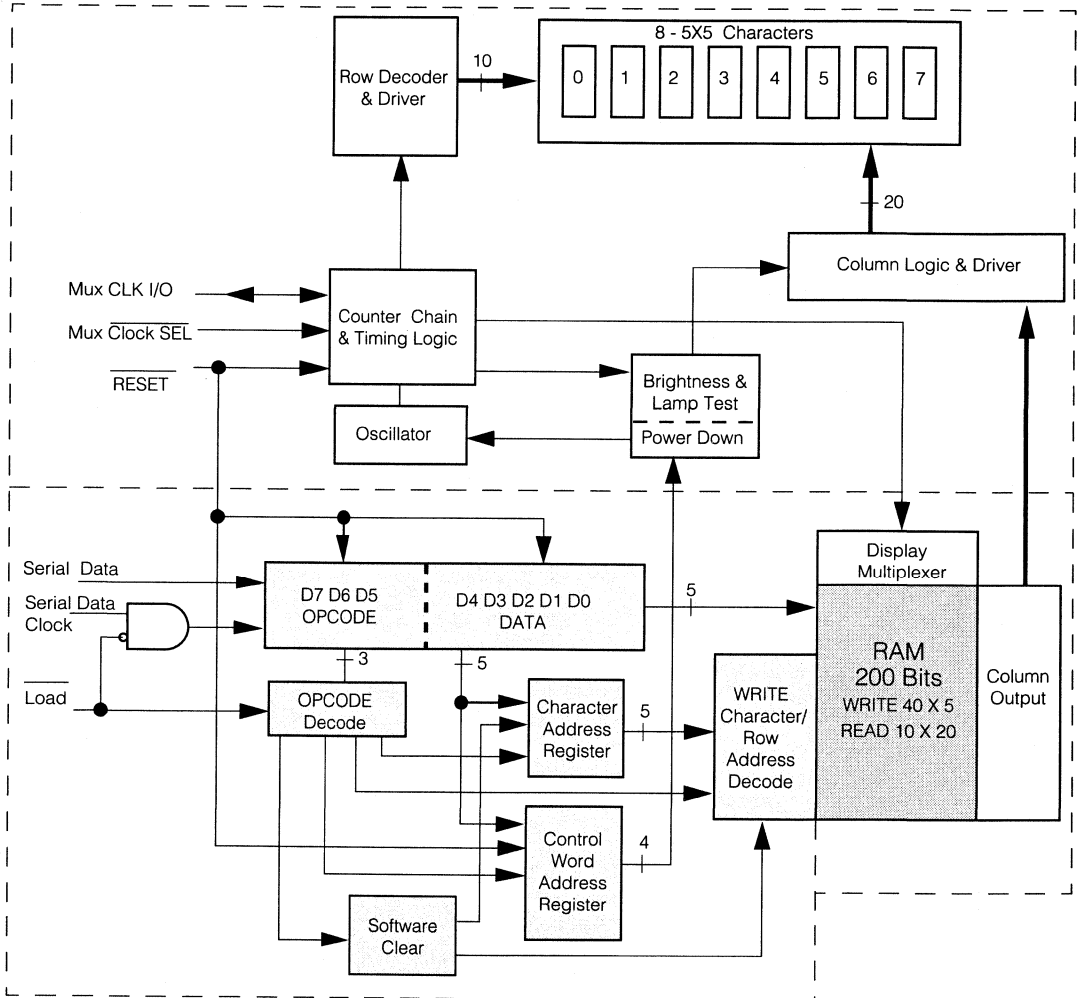 8 - 5X5 Characters
0 1 2 3 4 5 6 7
Row Decoder
& Driver
10
20
Column Logic & Driver
Mux CLK I/O
Mux Clock SEL
RESET
Counter Chain
& Timing Logic
Oscillator
Brightness &
Lamp Test
Power Down
Serial Data
Serial Data
Clock
Load
D7 D6 D5
OPCODE
D4 D3 D2 D1 D0
DATA
5
3
5
OPCODE
Decode
Character
Address
Register
5
Control
Word
Address
Register
4
Software
Clear
WRITE
Character/
Row
Address
Decode
Display
Multiplexer
RAM
200 Bits
WRITE 40 X 5
READ 10 X 20
Column
Output